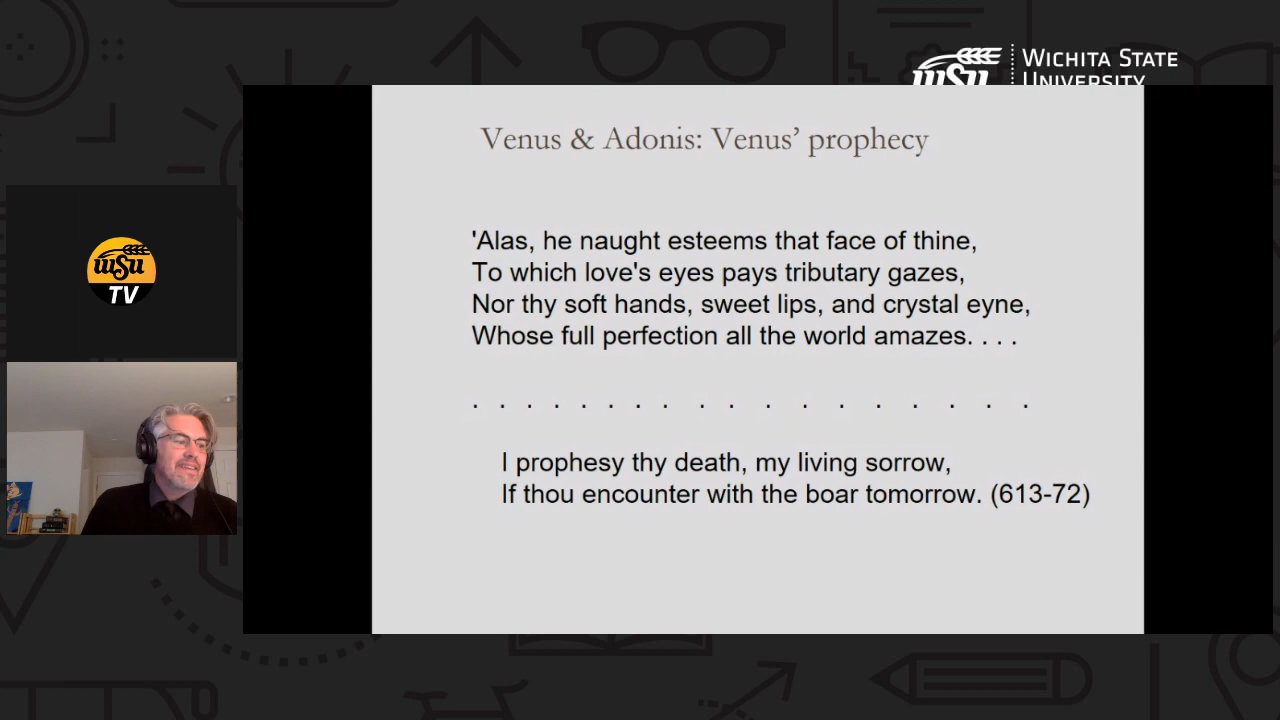 WSU
WICHITA STATE
UNIVERSITY
Venus & Adonis: Venus' prophecy
'Alas, he naught esteems that face of thine,
To which love's eyes pays tributary gazes,
Nor thy soft hands, sweet lips, and crystal eyne,
Whose full perfection all the world amazes. . . .
. . . . . . . . . . . . . . . . . .
I prophesy thy death, my living sorrow,
If thou encounter with the boar tomorrow. (613-72)
WSU
TV